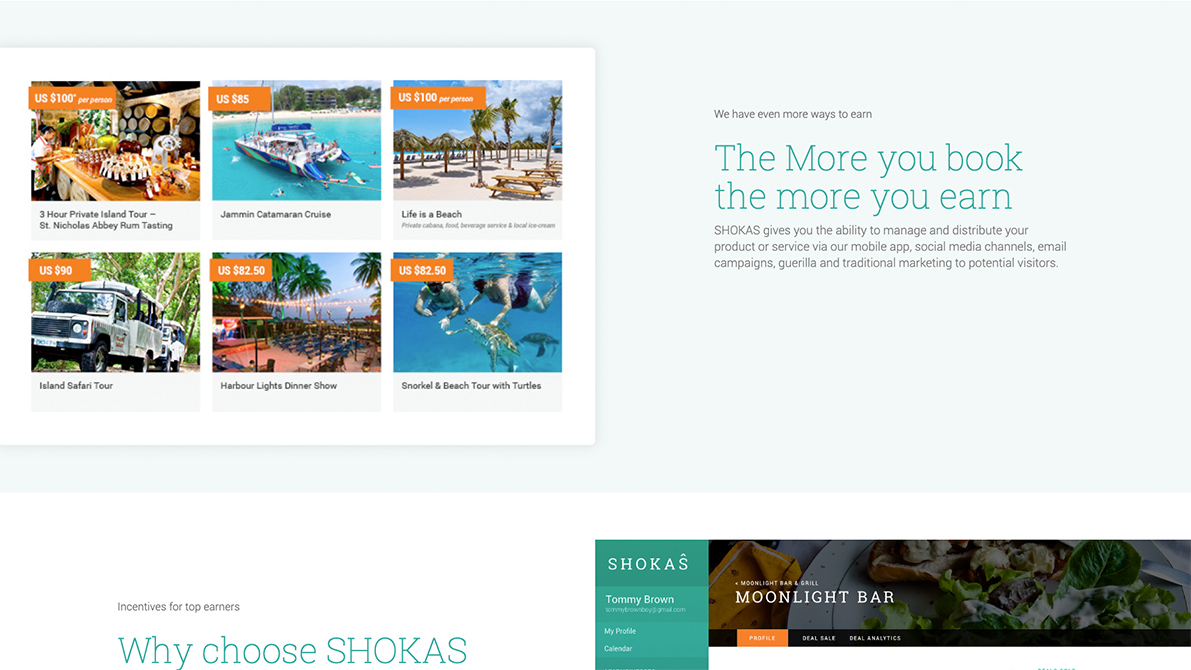 US $100* per person
US $85
US $100 per person
3 Hour Private Island Tour –
St. Nicholas Abbey Rum Tasting
Jammin Catamaran Cruise
Life is a Beach
Private cabana, food, beverage service & local ice-cream
US $90
US $82.50
US $82.50
Island Safari Tour
Harbour Lights Dinner Show
Snorkel & Beach Tour with Turtles
We have even more ways to earn
The More you book
the more you earn
SHOKAS gives you the ability to manage and distribute your
product or service via our mobile app, social media channels, email
campaigns, guerilla and traditional marketing to potential visitors.
Incentives for top earners
Why choose SHOKAS
SHOKAŜ
Tommy Brown
tommybrownboy@gmail.com
My Profile
Calendar
< MOONLIGHT BAR & GRILL
MOONLIGHT BAR
PROFILE
DEAL SALE
DEAL ANALYTICS